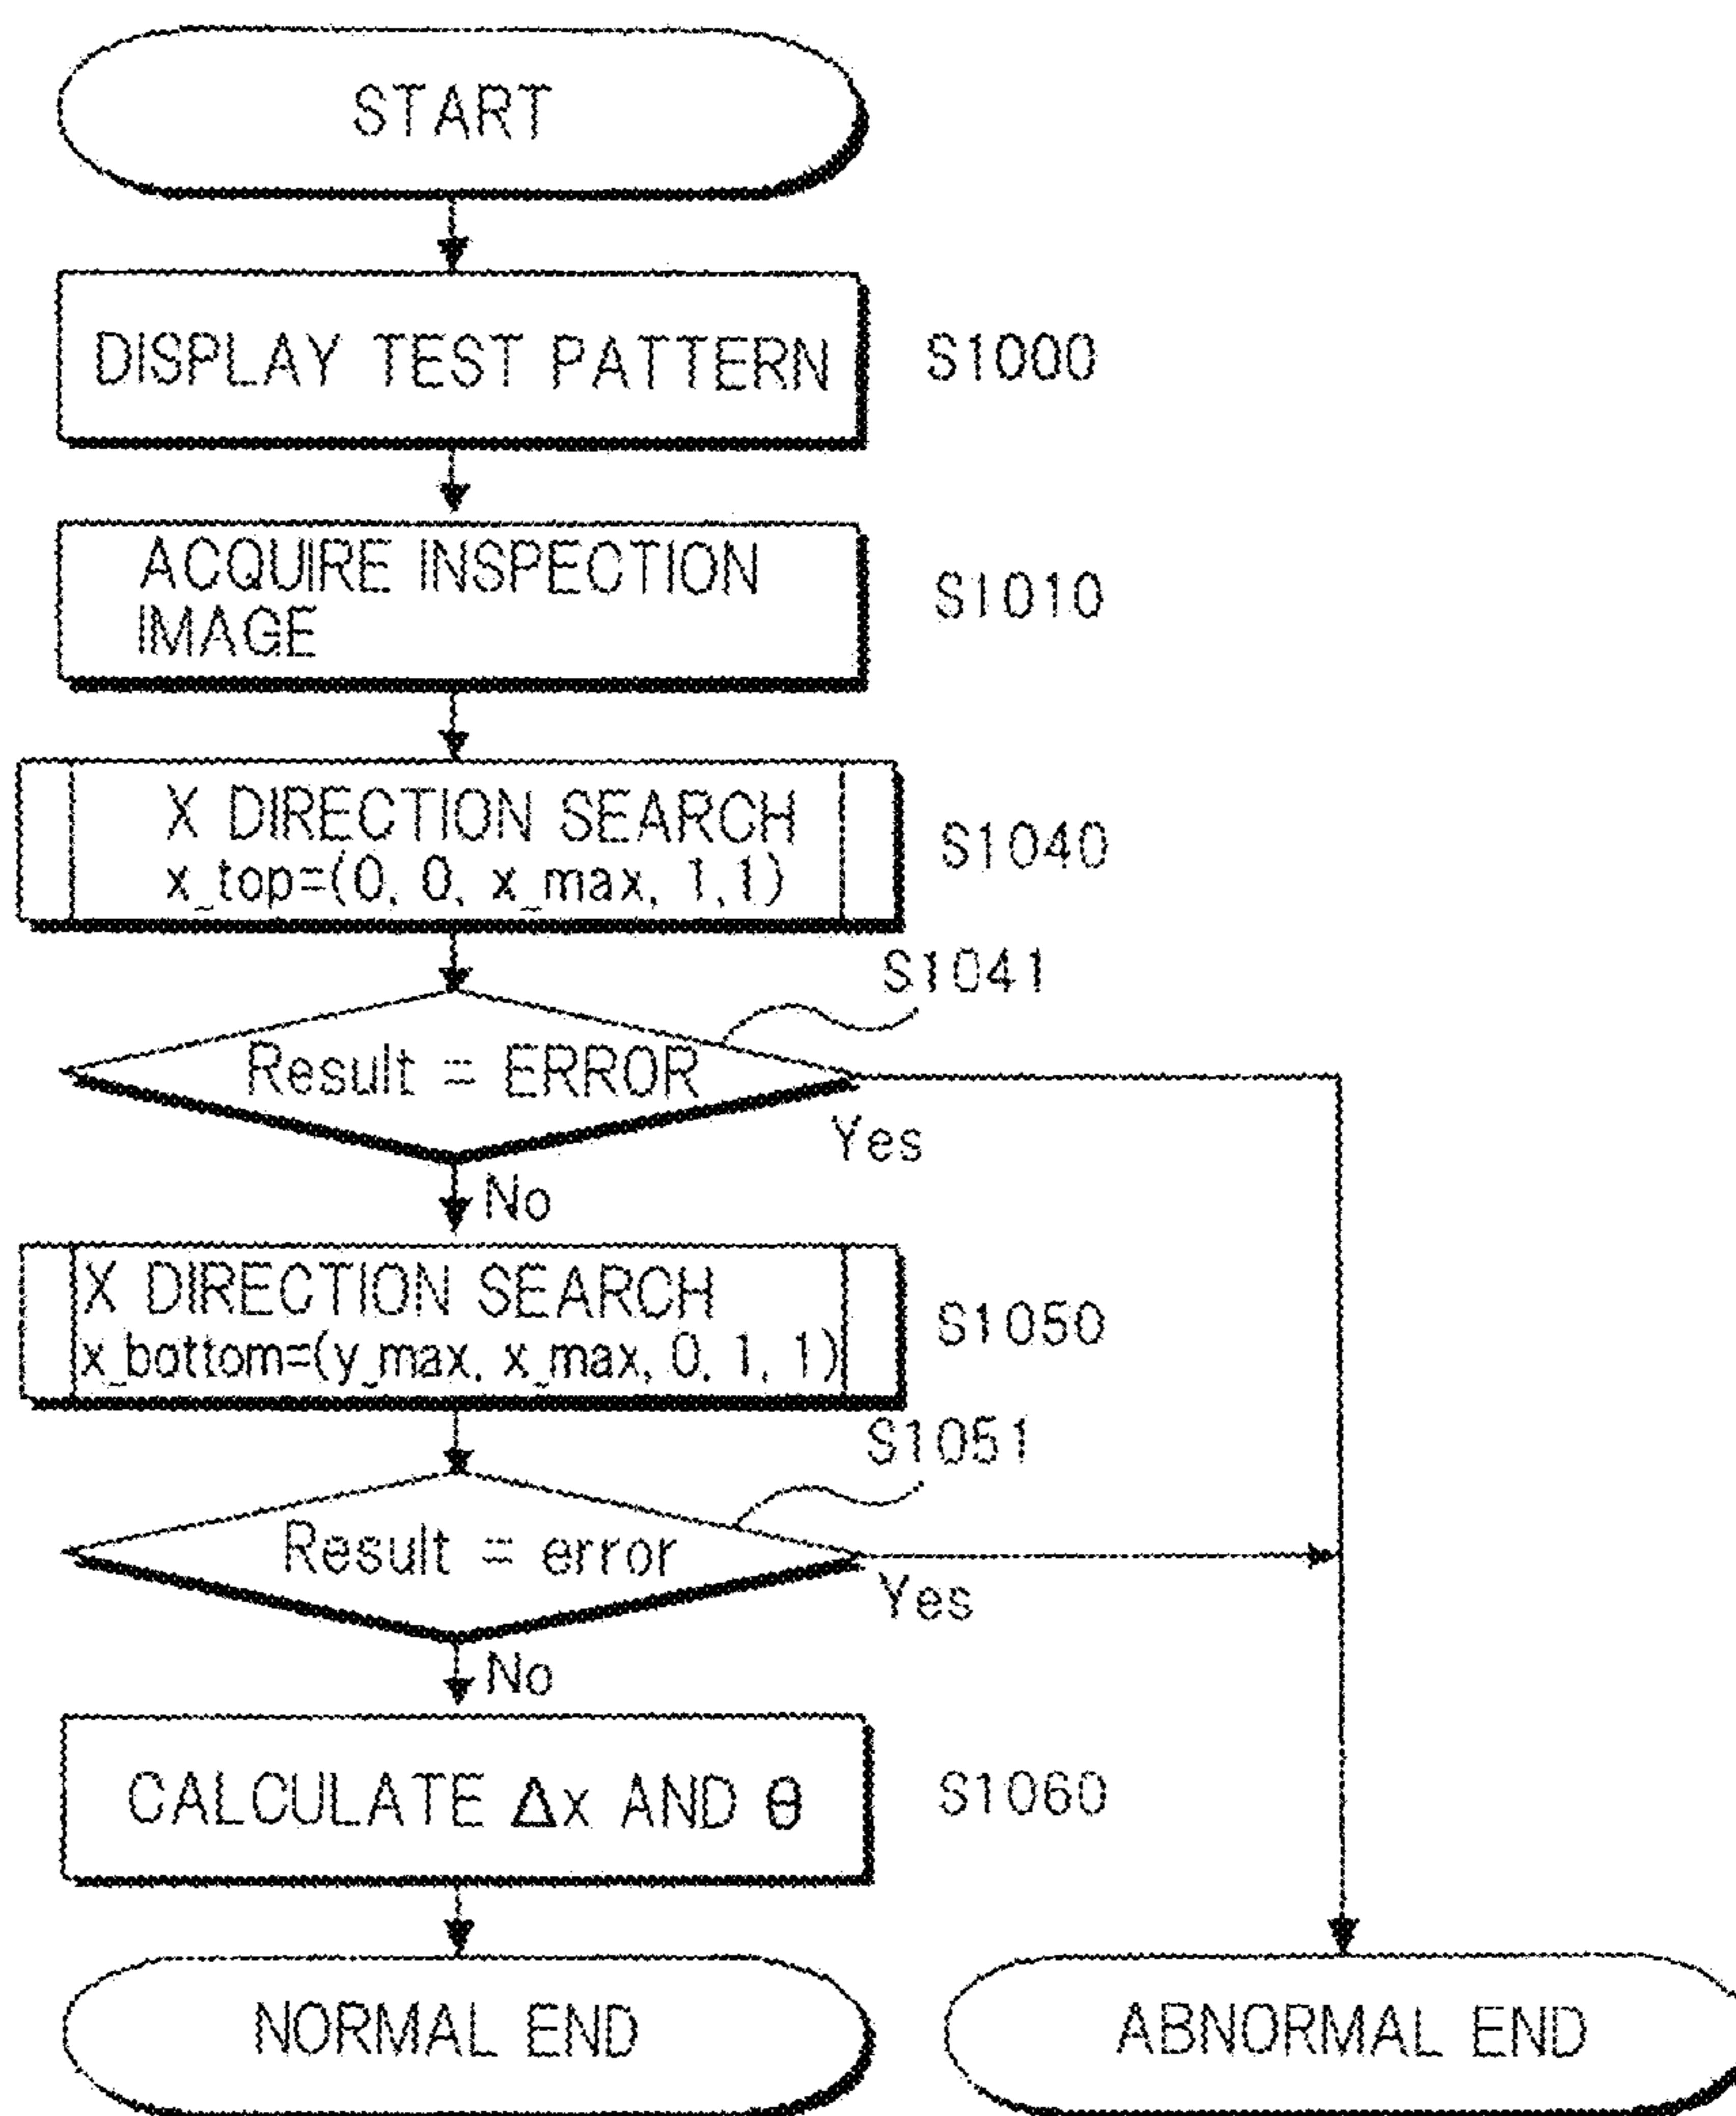 START
DISPLAY TEST PATTERN
S1000
ACQUIRE INSPECTION
IMAGE
S1010
X DIRECTION SEARCH
x_top=(0, 0, x_max, 1,1)
S1040
S1041
Result = ERROR
Yes
No
X DIRECTION SEARCH
x_bottom=(y_max, x_max, 0, 1, 1)
S1050
S1051
Result = error
Yes
No
CALCULATE Δx AND θ
S1060
NORMAL END
ABNORMAL END